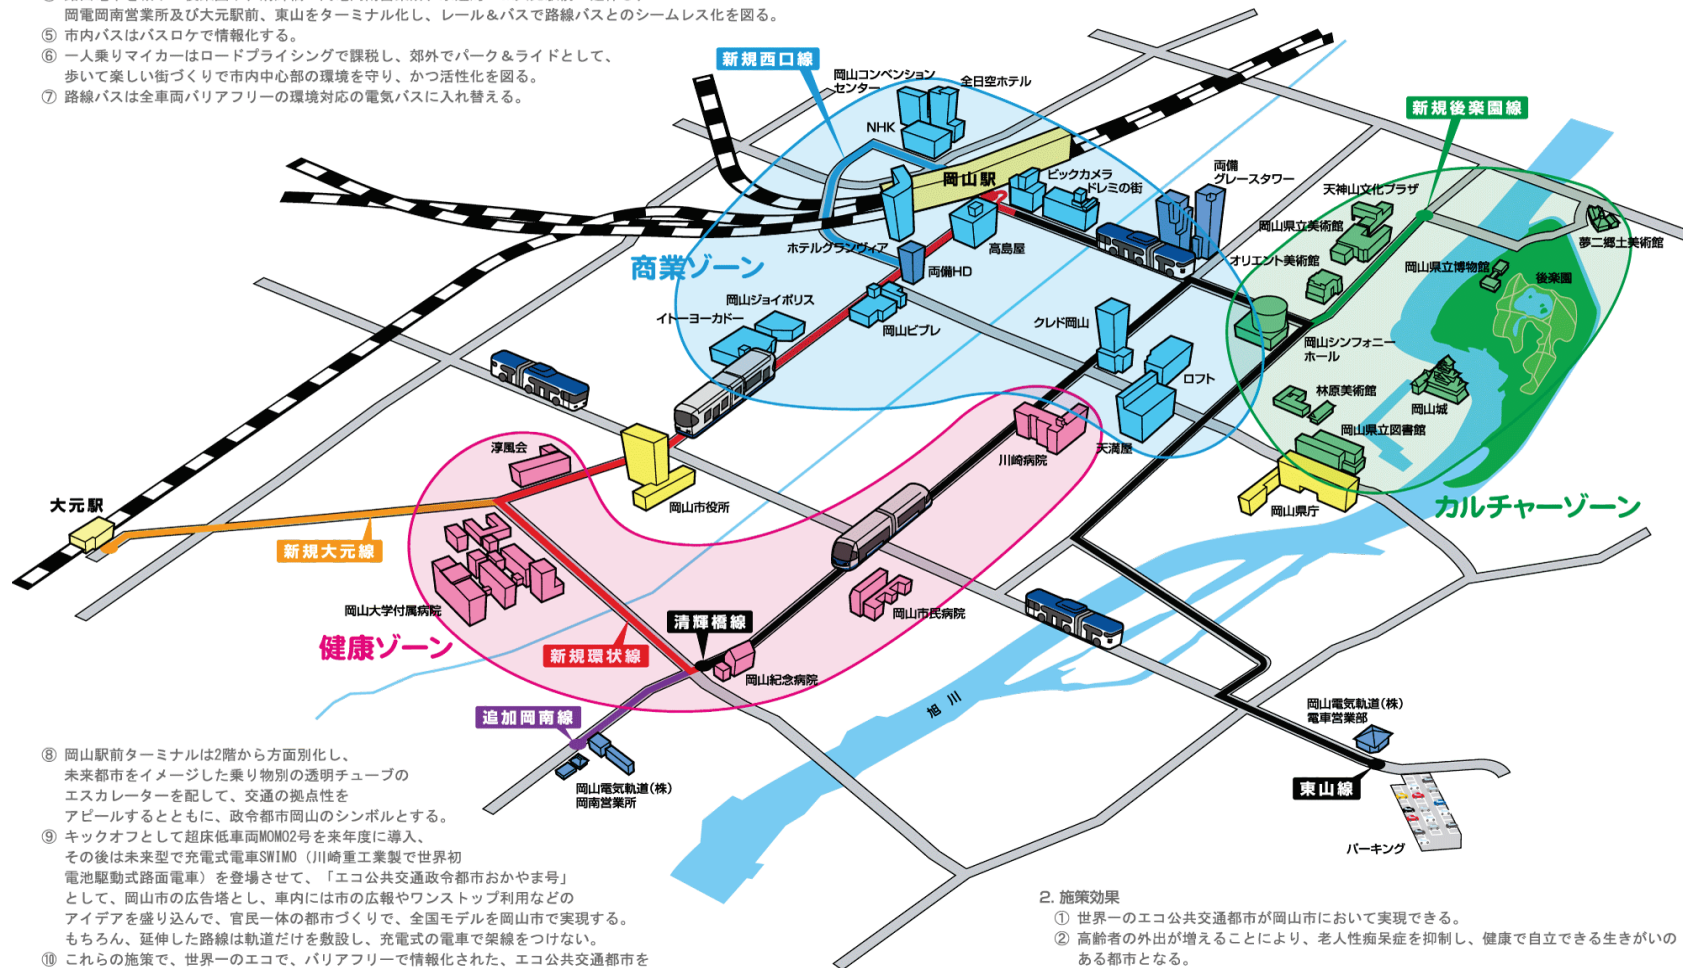 岡電岡南営業所及び大元駅前、東山をターミナル化し、レール&バスで路線バスとのシームレス化を図る。
⑤ 市内バスはバスロケで情報化する。
⑥ 一人乗りマイカーはロードプライシングで課税し、郊外でパーク&ライドとして、
歩いて楽しい街づくりで市内中心部の環境を守り、かつ活性化を図る。
⑦ 路線バスは全車両バリアフリーの環境対応の電気バスに入れ替える。
新規西口線
岡山コンベンション
センター
全日空ホテル
NHK
新規後楽園線
岡山駅
ビックカメラ
ドレミの街
両備
グレースタワー
天神山文化プラザ
岡山県立美術館
夢二郷土美術館
ホテルグランヴィア
高島屋
オリエント美術館
岡山県立博物館
後楽園
商業ゾーン
両備HD
岡山ジョイポリス
イトーヨーカドー
岡山ビブレ
クレド岡山
岡山シンフォニー
ホール
ロフト
林原美術館
岡山城
岡山県立図書館
淳風会
川崎病院
天満屋
大元駅
岡山市役所
岡山県庁
カルチャーゾーン
新規大元線
岡山大学付属病院
岡山市民病院
清輝橋線
健康ゾーン
新規環状線
岡山紀念病院
旭川
追加岡南線
岡山電気軌道(株)
電車営業部
岡山電気軌道(株)
岡南営業所
東山線
パーキング
⑧ 岡山駅前ターミナルは2階から方面別化し、
未来都市をイメージした乗り物別の透明チューブの
エスカレーターを配して、交通の拠点性を
アピールするとともに、政令都市岡山のシンボルとする。
⑨ キックオフとして超床低車両MOMO2号を来年度に導入、
その後は未来型で充電式電車SWIMO(川崎重工業製で世界初
電池駆動式路面電車)を登場させて、「エコ公共交通政令都市おかやま号」
として、岡山市の広告塔とし、車内には市の広報やワンストップ利用などの
アイデアを盛り込んで、官民一体の都市づくりで、全国モデルを岡山市で実現する。
もちろん、延伸した路線は軌道だけを敷設し、充電式の電車で架線をつけない。
⑩ これらの施策で、世界一のエコで、バリアフリーで情報化された、エコ公共交通都市を
2. 施策効果
① 世界一のエコ公共交通都市が岡山市において実現できる。
② 高齢者の外出が増えることにより、老人性痴呆症を抑制し、健康で自立できる生きがいの
ある都市となる。